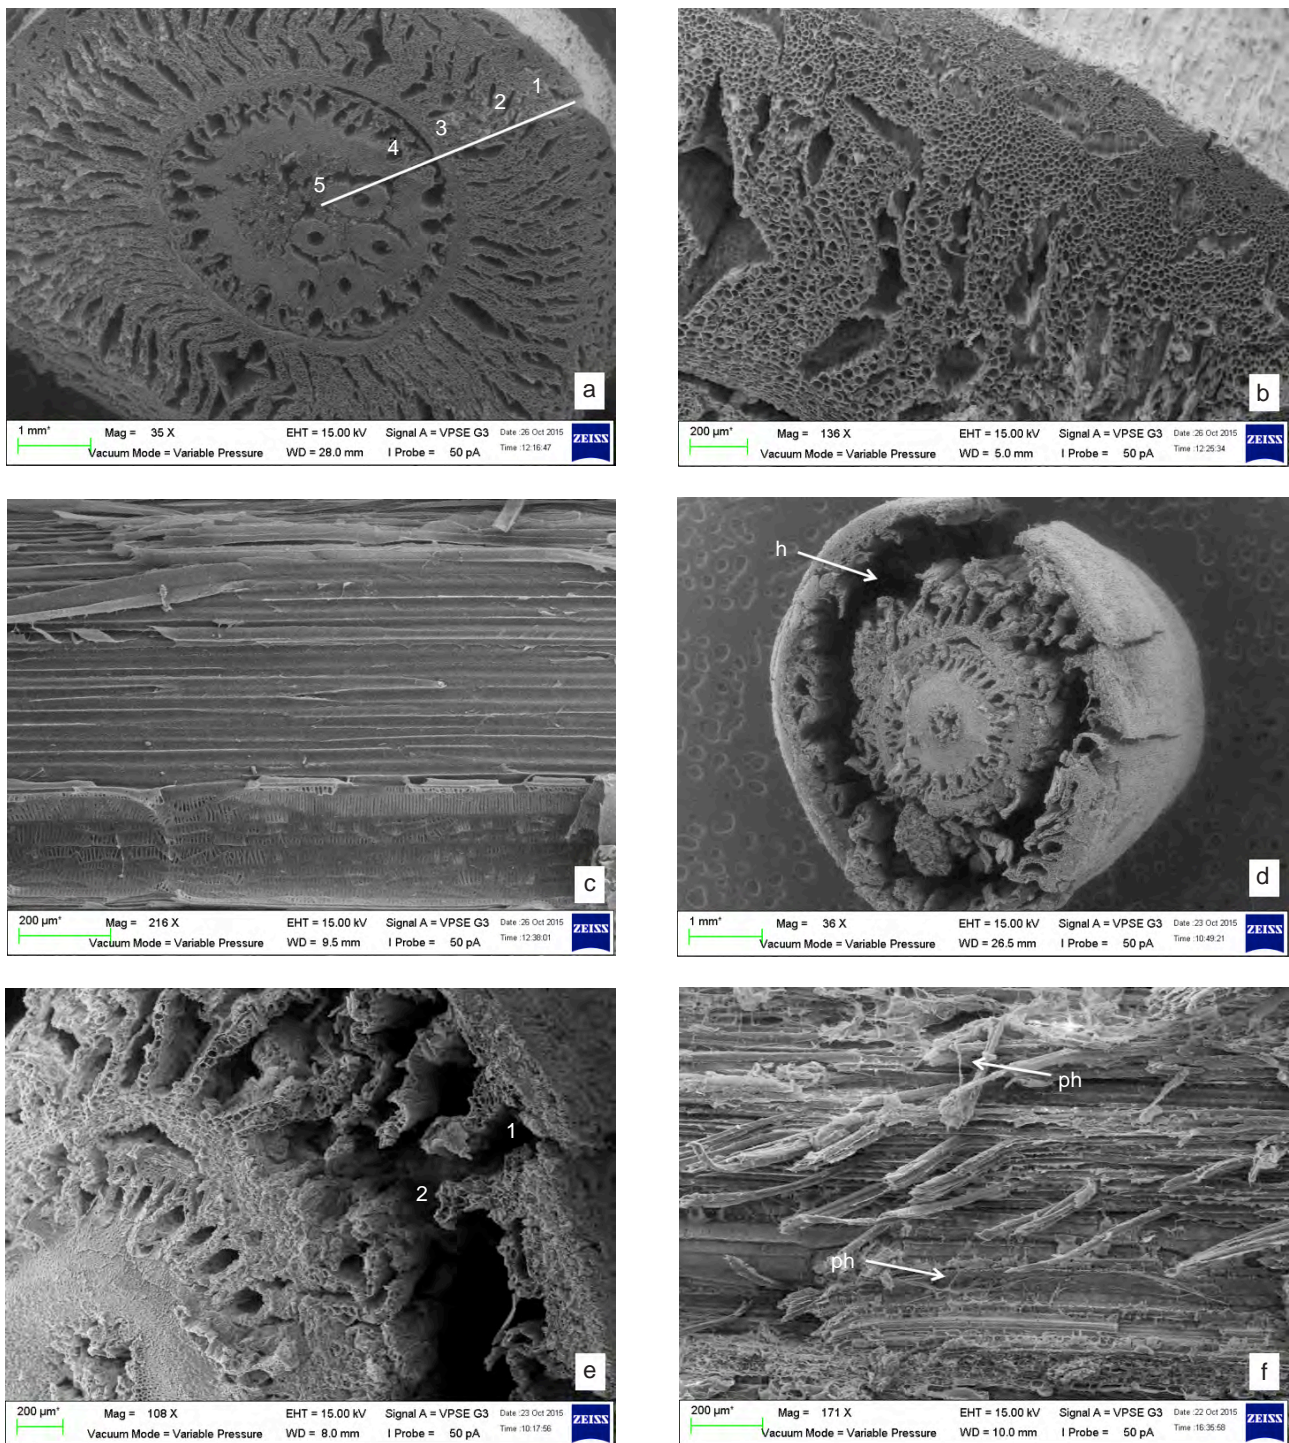 1
2
3
4
5
a
1 mm⁺ Mag = 35 X EHT = 15.00 kV Signal A = VPSE G3 Date :26 Oct 2015
Vacuum Mode = Variable Pressure WD = 28.0 mm I Probe = 50 pA Time :12:16:47
ZEISS
b
200 µm⁺ Mag = 136 X EHT = 15.00 kV Signal A = VPSE G3 Date :26 Oct 2015
Vacuum Mode = Variable Pressure WD = 5.0 mm I Probe = 50 pA Time :12:25:34
ZEISS
c
200 µm⁺ Mag = 216 X EHT = 15.00 kV Signal A = VPSE G3 Date :26 Oct 2015
Vacuum Mode = Variable Pressure WD = 9.5 mm I Probe = 50 pA Time :12:38:01
ZEISS
h
d
1 mm⁺ Mag = 36 X EHT = 15.00 kV Signal A = VPSE G3 Date :23 Oct 2015
Vacuum Mode = Variable Pressure WD = 26.5 mm I Probe = 50 pA Time :10:49:21
ZEISS
1
2
e
200 µm⁺ Mag = 108 X EHT = 15.00 kV Signal A = VPSE G3 Date :23 Oct 2015
Vacuum Mode = Variable Pressure WD = 8.0 mm I Probe = 50 pA Time :10:17:56
ZEISS
ph
ph
f
200 µm⁺ Mag = 171 X EHT = 15.00 kV Signal A = VPSE G3 Date :22 Oct 2015
Vacuum Mode = Variable Pressure WD = 10.0 mm I Probe = 50 pA Time :16:35:58
ZEISS